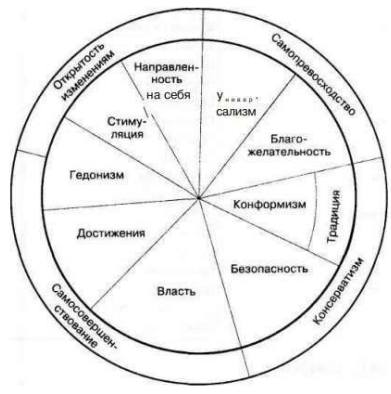 Открытость
изменениям
Самопревосходство
Направлен-
ность
на себя
Универ-
сализм
Стиму-
ляция
Благо-
желательность
Гедонизм
Конформизм
Традиция
Достижения
Безопасность
Власть
Самосовершен-
ствование
Консерватизм